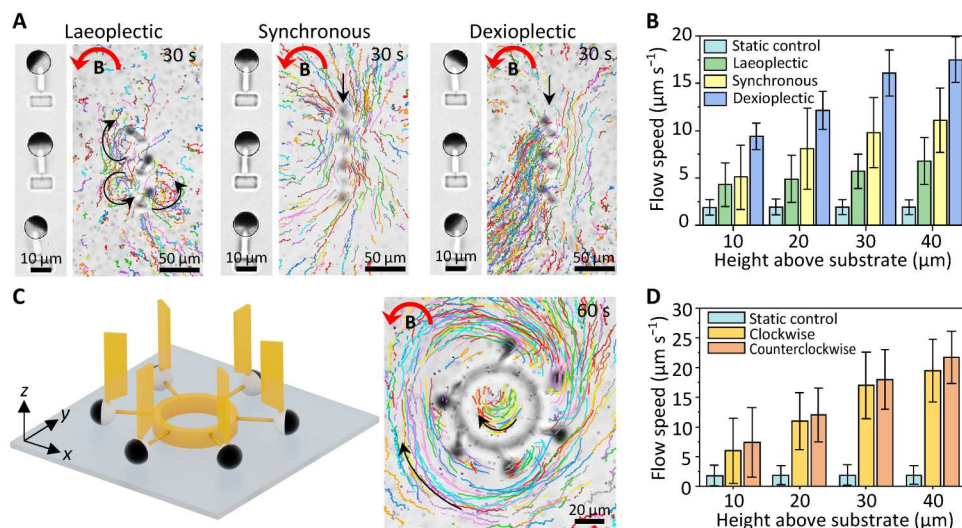 A
Laeoplectic
Synchronous
Dexioplectic
B
30 s
B
30 s
B
30 s
10 μm
50 μm
10 μm
50 μm
10 μm
50 μm
B
Flow speed (μm s⁻¹)
20
15
10
5
0
Static control
Laeoplectic
Synchronous
Dexioplectic
10 20 30 40
Height above substrate (μm)
C
z
y
x
B
60 s
20 μm
D
Flow speed (μm s⁻¹)
30
25
20
15
10
5
0
Static control
Clockwise
Counterclockwise
10 20 30 40
Height above substrate (μm)